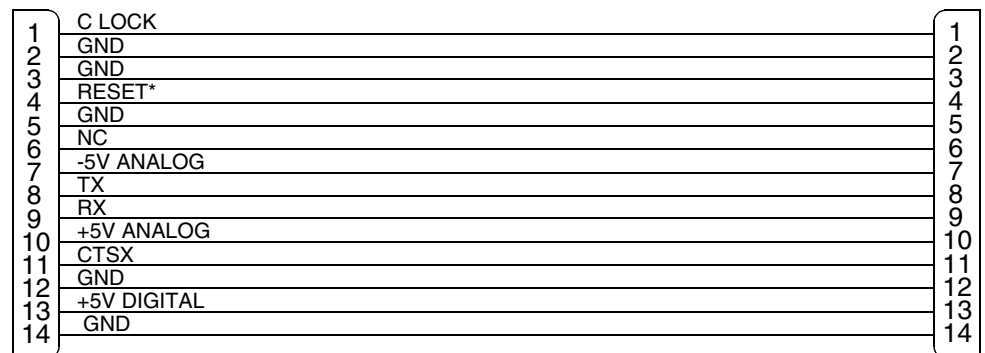 1 C LOCK 1
2 GND 2
3 GND 3
4 RESET* 4
5 GND 5
6 NC 6
7 -5V ANALOG 7
8 TX 8
9 RX 9
10 +5V ANALOG 10
11 CTSX 11
12 GND 12
13 +5V DIGITAL 13
14 GND 14